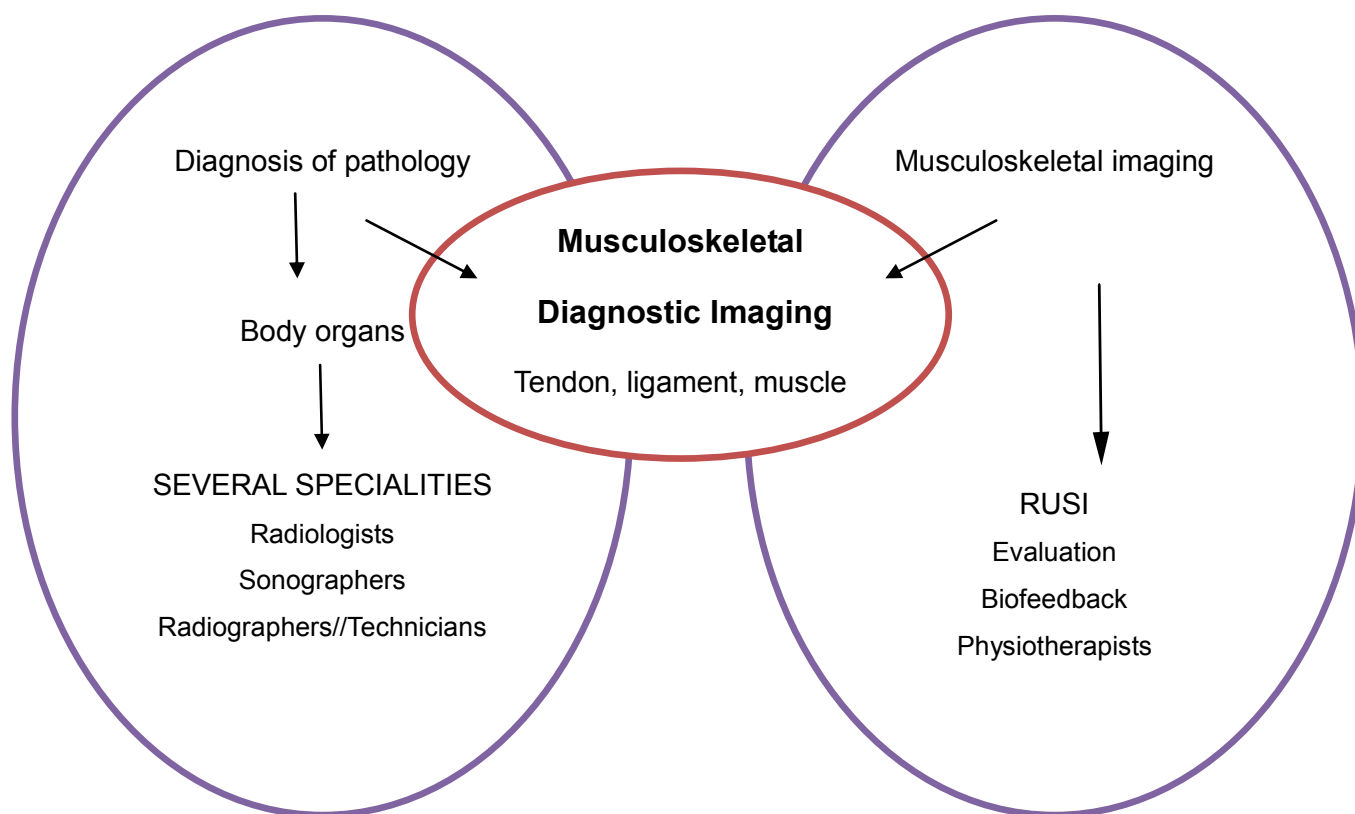 Diagnosis of pathology
Body organs
SEVERAL SPECIALITIES
Radiologists
Sonographers
Radiographers//Technicians
Musculoskeletal
Diagnostic Imaging
Tendon, ligament, muscle
Musculoskeletal imaging
RUSI
Evaluation
Biofeedback
Physiotherapists